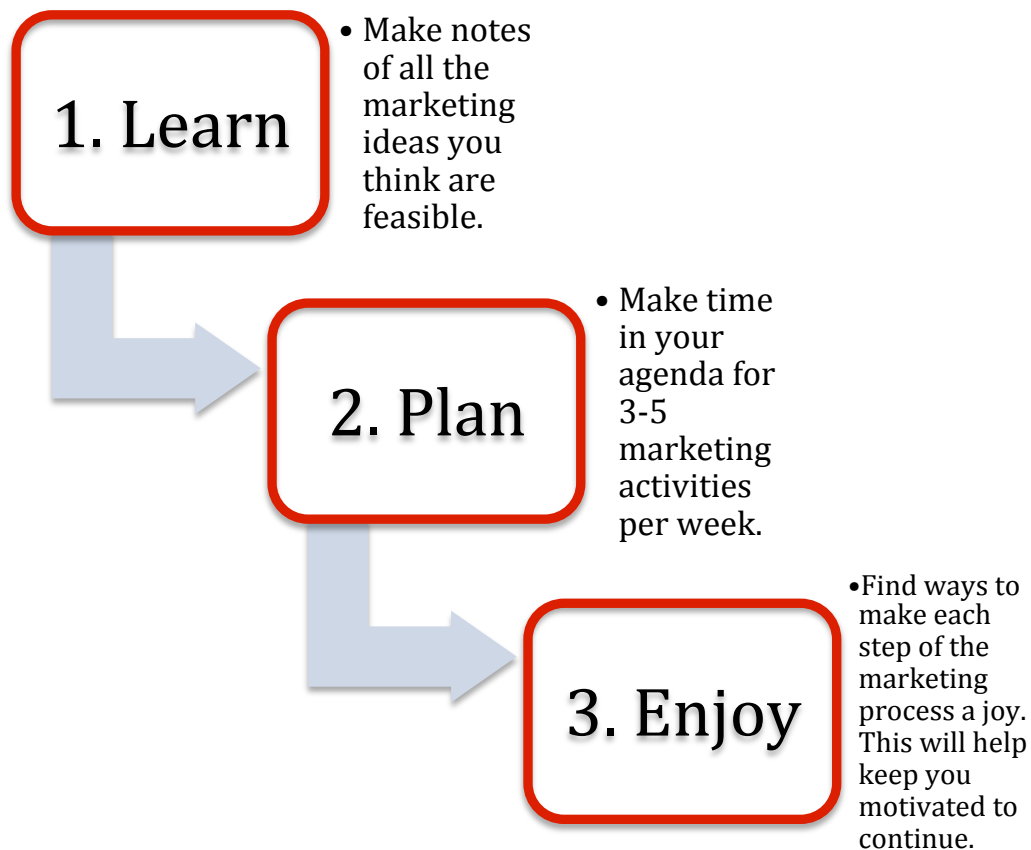 1. Learn
• Make notes
of all the
marketing
ideas you
think are
feasible.
2. Plan
• Make time
in your
agenda for
3-5
marketing
activities
per week.
3. Enjoy
•Find ways to
make each
step of the
marketing
process a joy.
This will help
keep you
motivated to
continue.